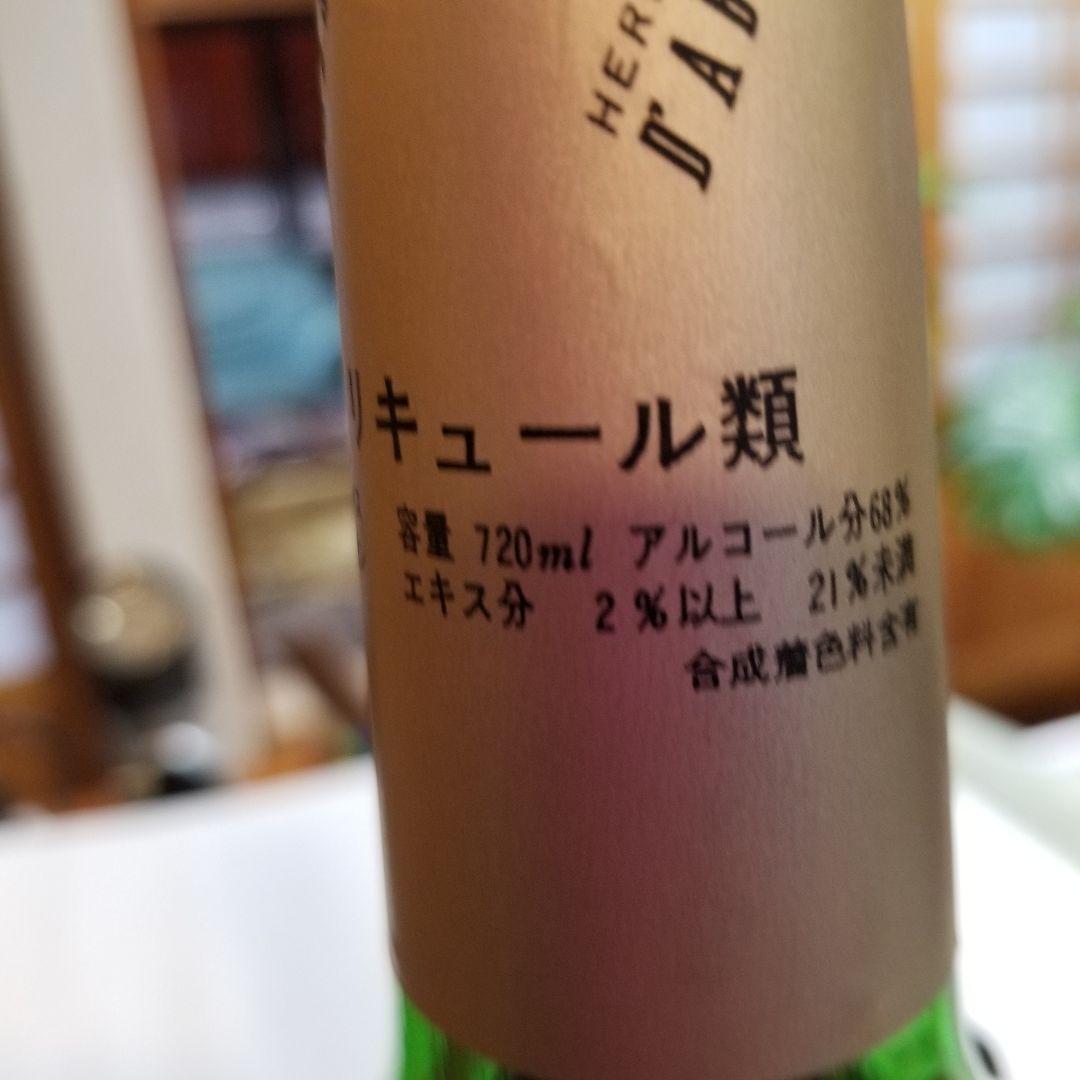 HER
D'AB
リキュール類
容量 720ml アルコール分68%
エキス分 2%以上 21%未満
合成着色料含有